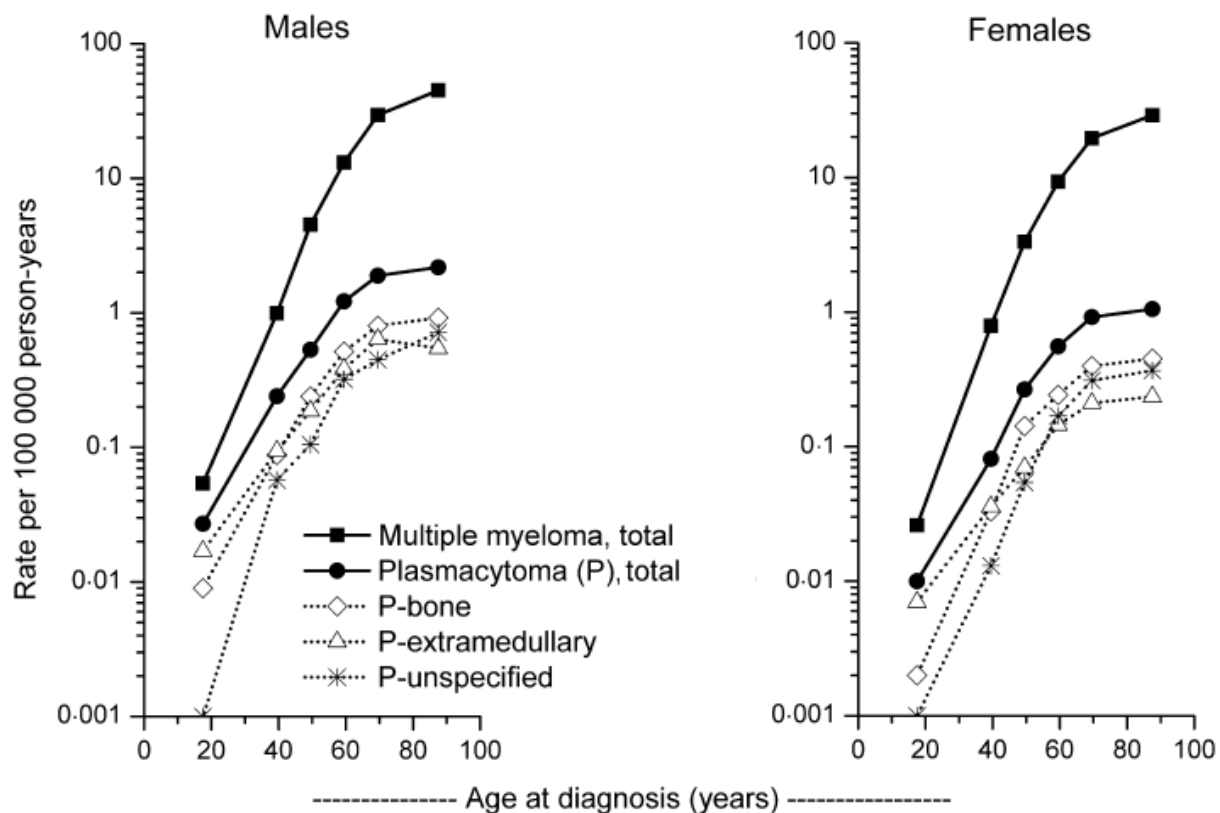 Males
Females
Rate per 100 000 person-years
100
10
1
0·1
0·01
0·001
0 20 40 60 80 100
Multiple myeloma, total
Plasmacytoma (P), total
P-bone
P-extramedullary
P-unspecified
100
10
1
0·1
0·01
0·001
0 20 40 60 80 100
Age at diagnosis (years)